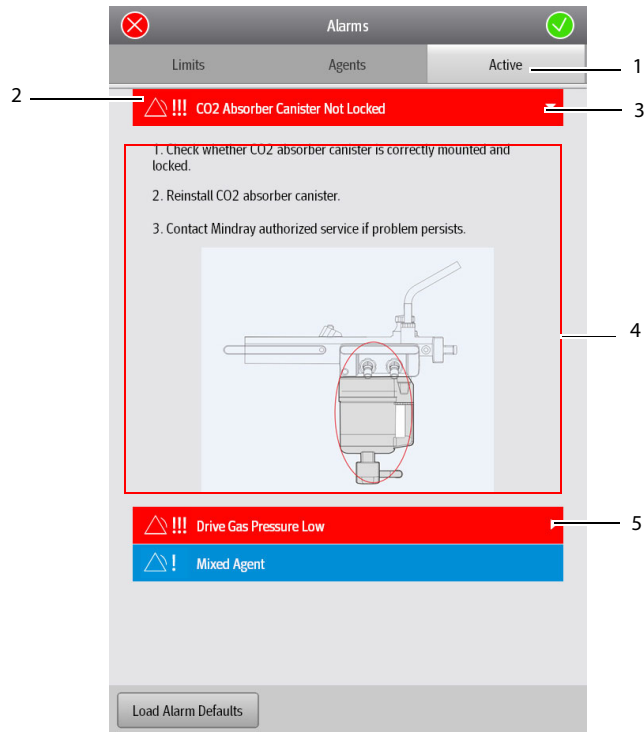 Alarms
Limits
Agents
Active
1
2
!!! CO2 Absorber Canister Not Locked
3
1. Check whether CO2 absorber canister is correctly mounted and
locked.
2. Reinstall CO2 absorber canister.
3. Contact Mindray authorized service if problem persists.
4
!!! Drive Gas Pressure Low
5
! Mixed Agent
Load Alarm Defaults